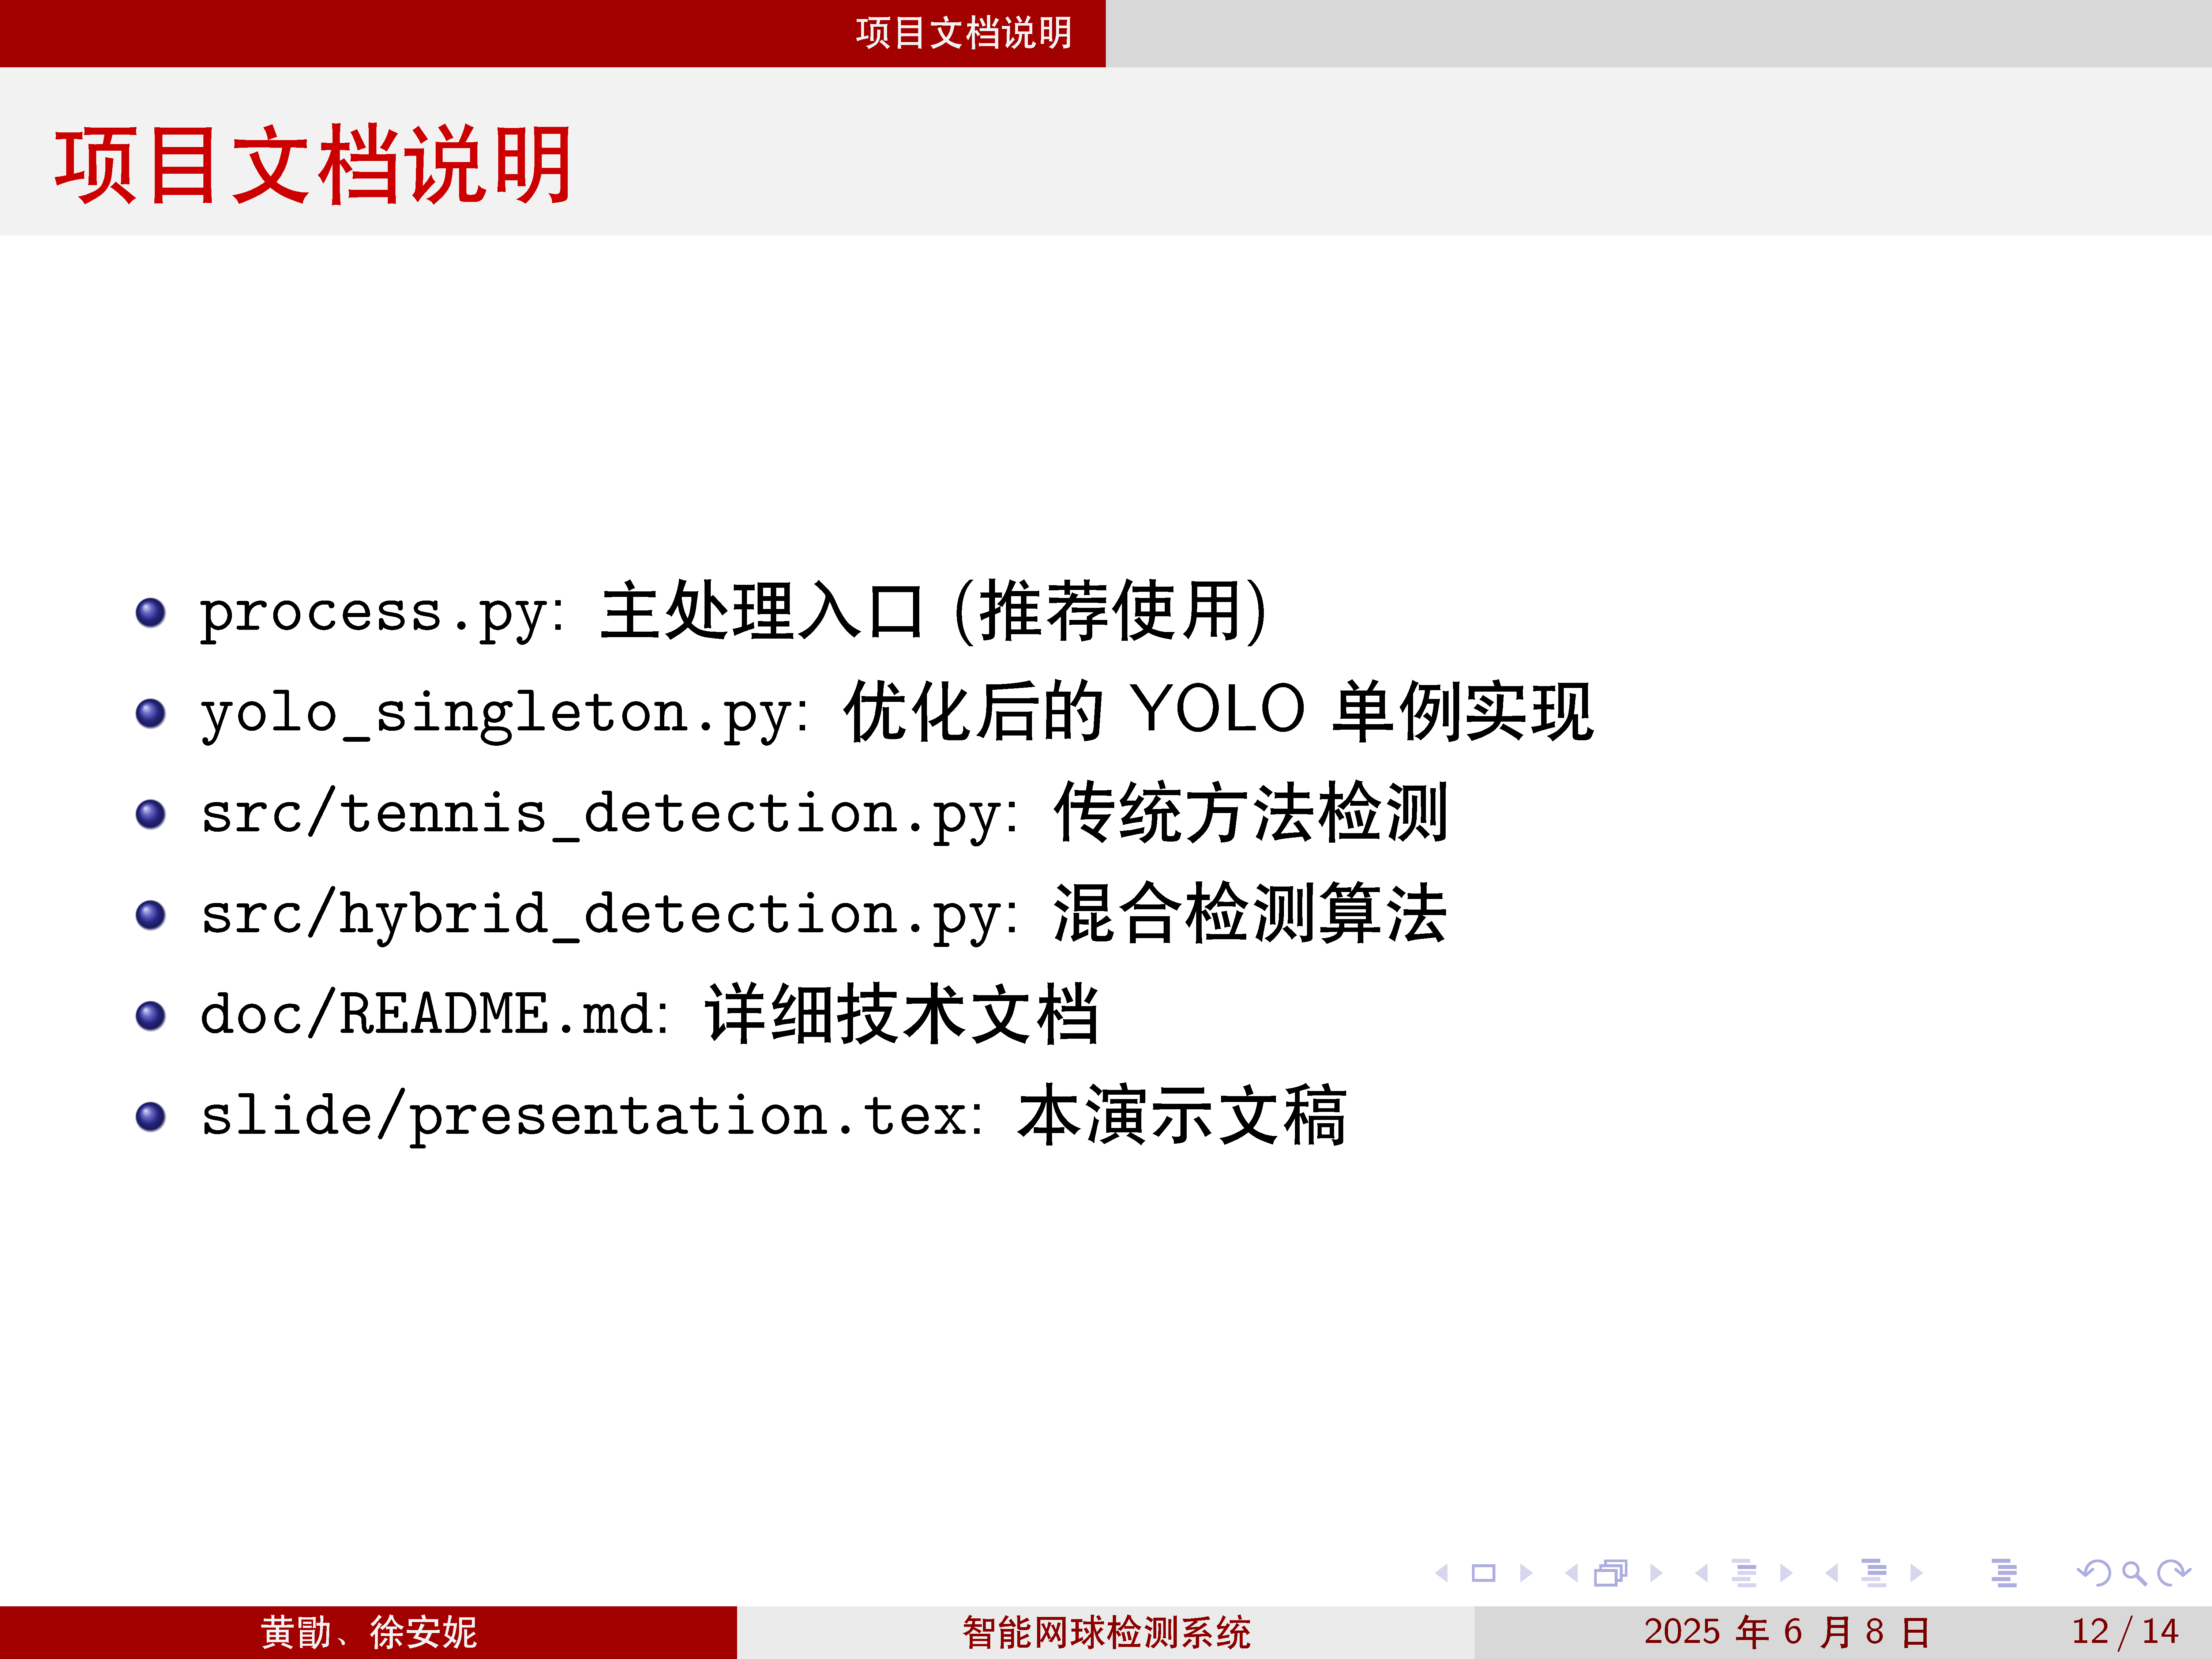 项目文档说明
项目文档说明
process.py: 主处理入口 (推荐使用)
yolo_singleton.py: 优化后的 YOLO 单例实现
src/tennis_detection.py: 传统方法检测
src/hybrid_detection.py: 混合检测算法
doc/README.md: 详细技术文档
slide/presentation.tex: 本演示文稿
黄勖、徐安妮 智能网球检测系统 2025 年 6 月 8 日 12 / 14